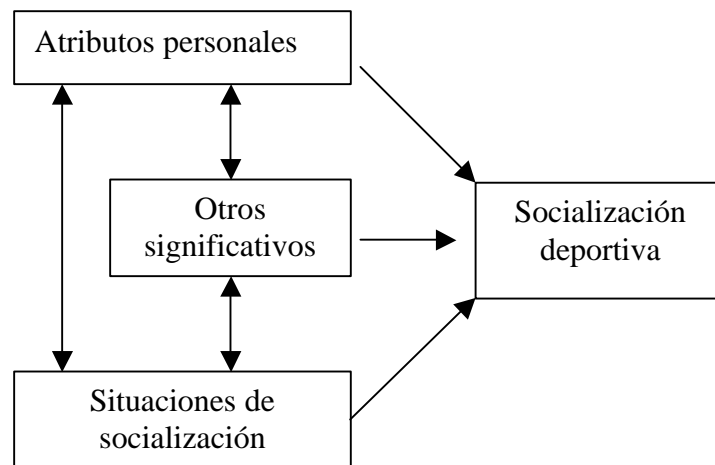 Atributos personales
Otros
significativos
Socialización
deportiva
Situaciones de
socialización